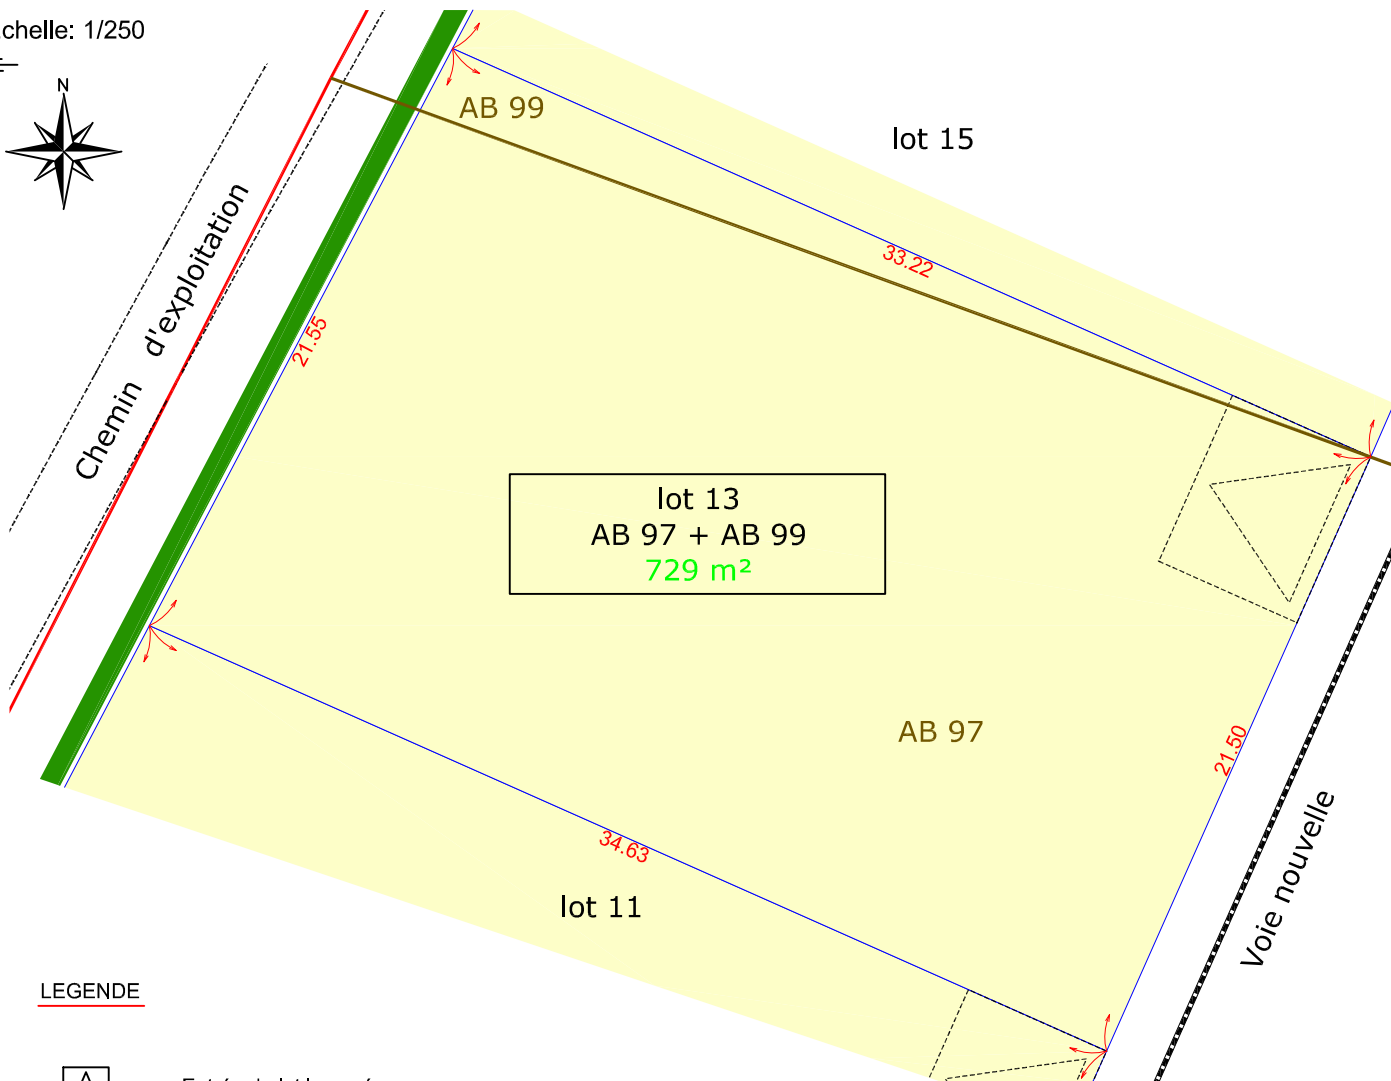 chelle: 1/250
N
AB 99
lot 15
Chemin d'exploitation
33.22
21.55
lot 13
AB 97 + AB 99
729 m²
AB 97
21.50
34.63
lot 11
Voie nouvelle
LEGENDE
A